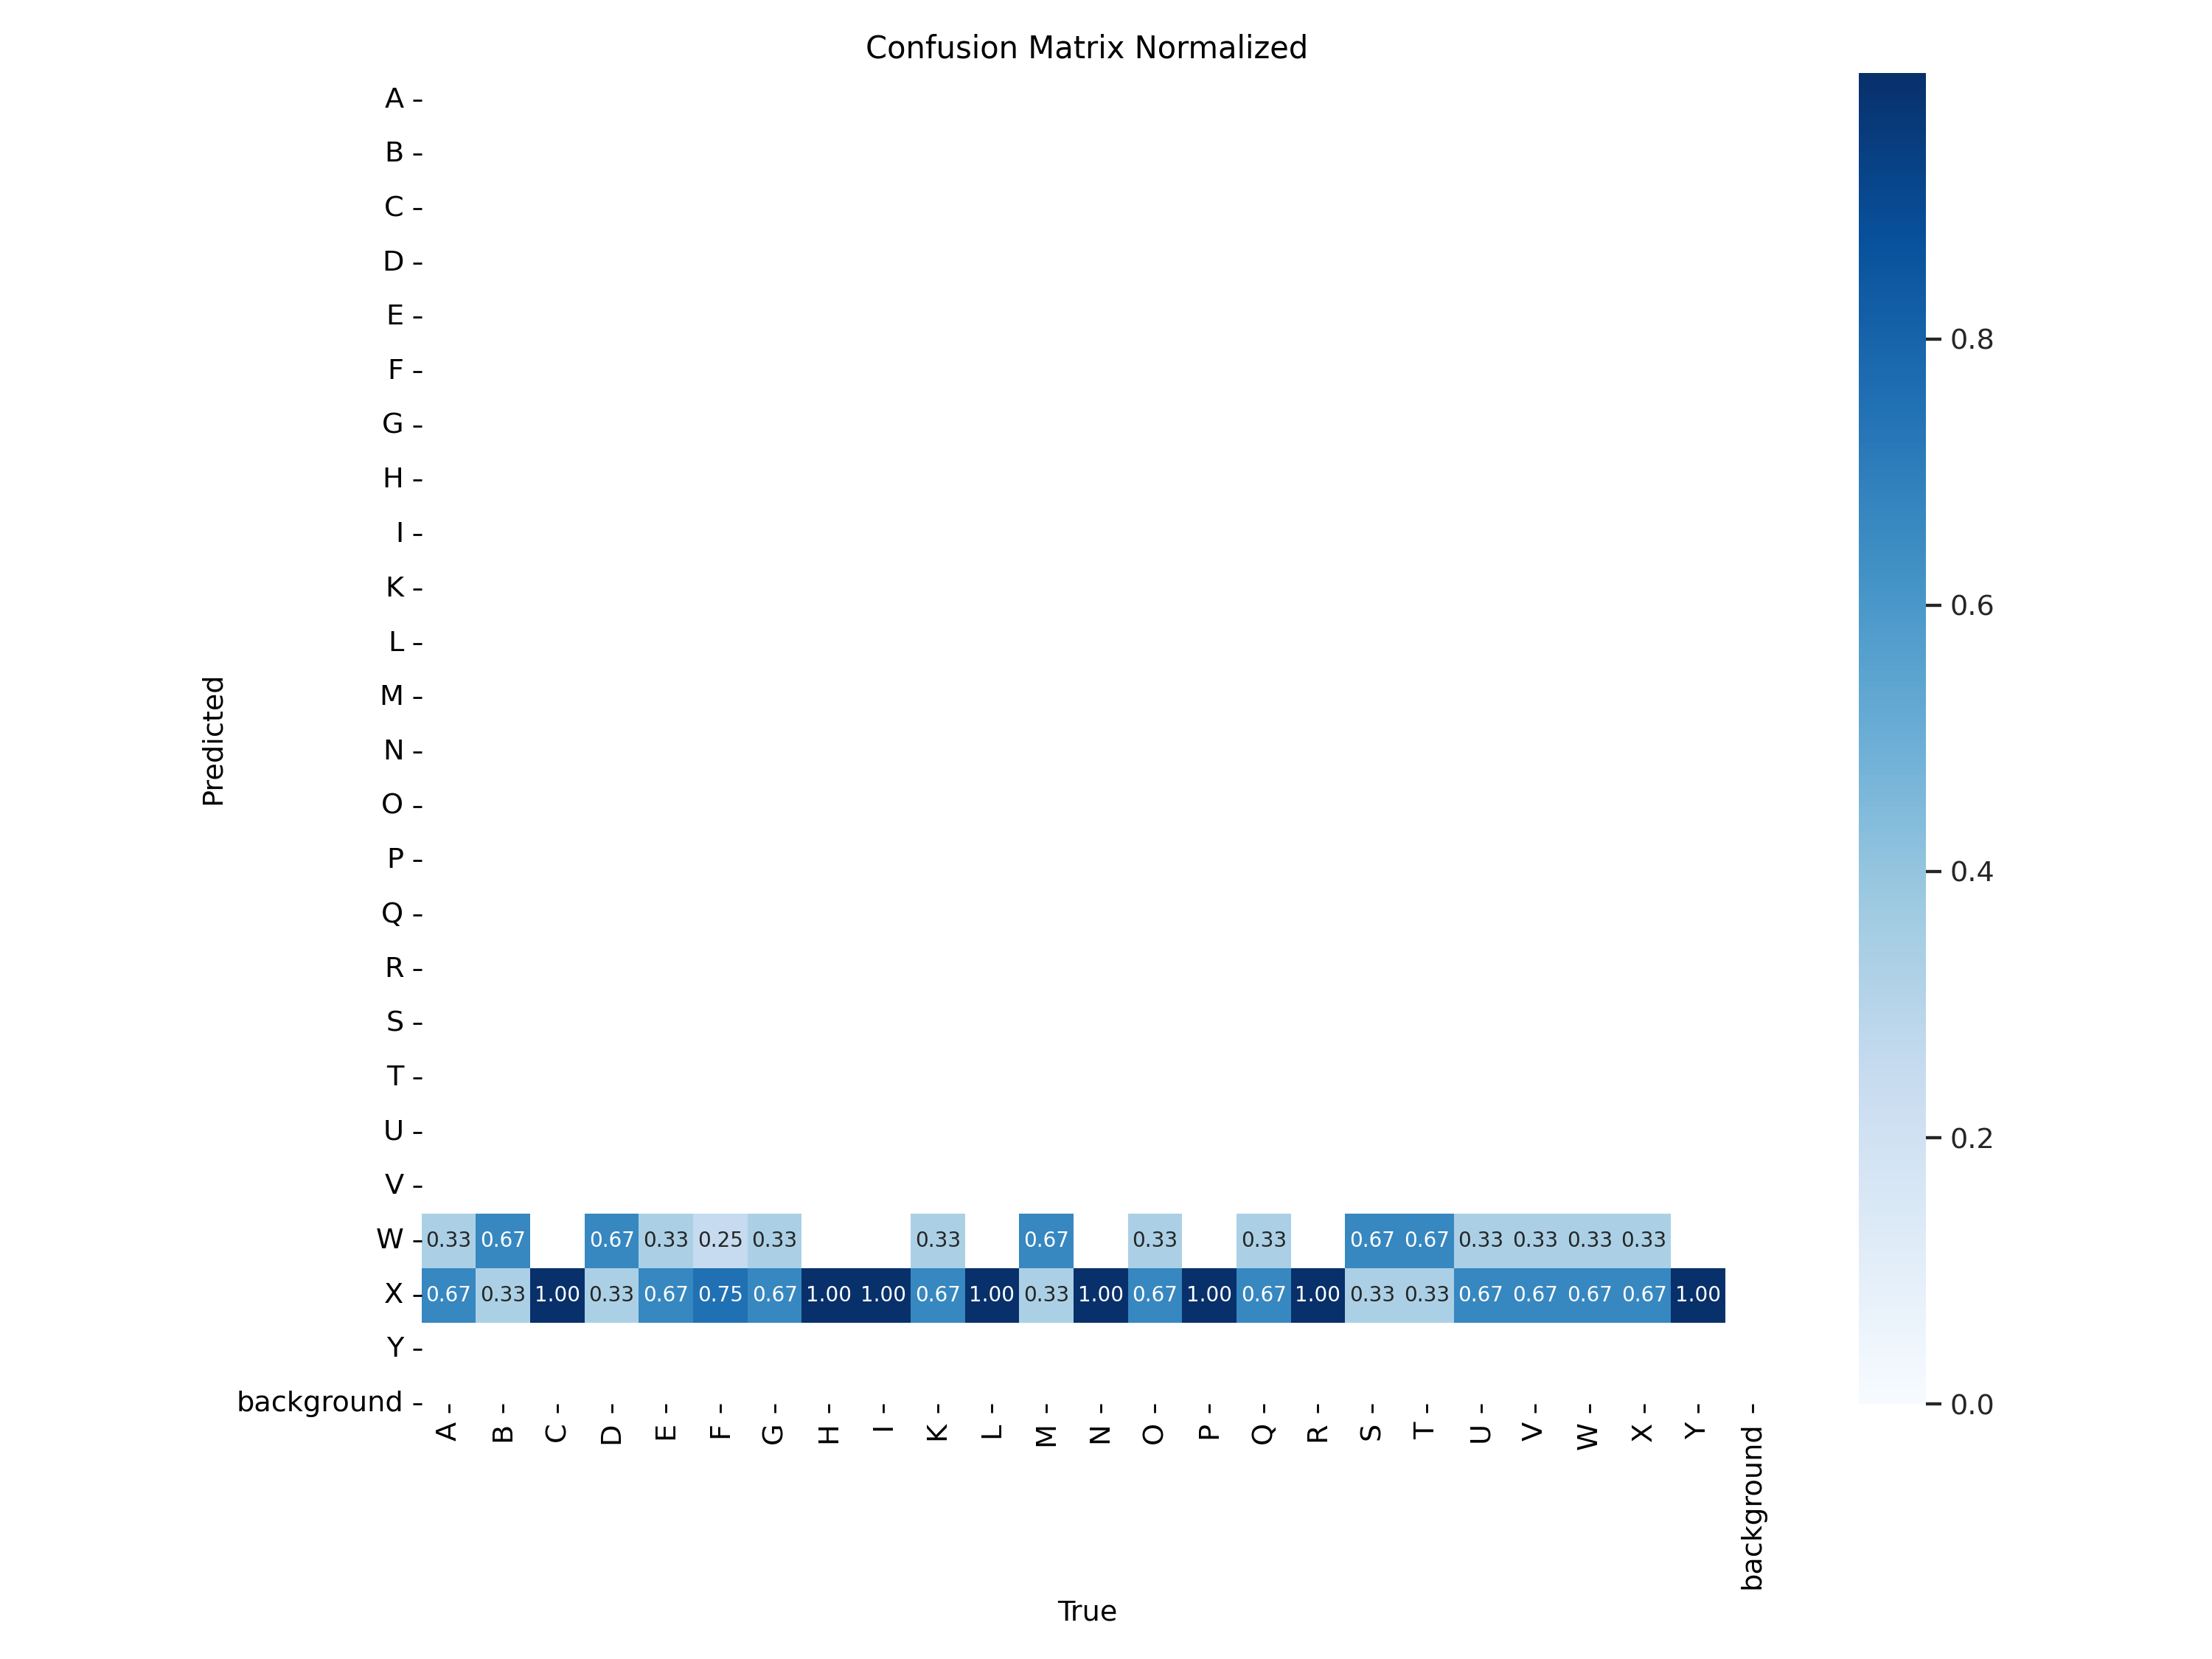 Confusion Matrix Normalized
A
B
C
D
E
F
G
H
I
K
L
M
N
O
P
Q
R
S
T
U
V
W 0.33 0.67 0.67 0.33 0.25 0.33 0.33 0.67 0.33 0.33 0.67 0.67 0.33 0.33 0.33 0.33
X 0.67 0.33 1.00 0.33 0.67 0.75 0.67 1.00 1.00 0.67 1.00 0.33 1.00 0.67 1.00 0.67 1.00 0.33 0.33 0.67 0.67 0.67 0.67 1.00
Y
background
Predicted
A B C D E F G H I K L M N O P Q R S T U V W X Y background
True
0.8
0.6
0.4
0.2
0.0